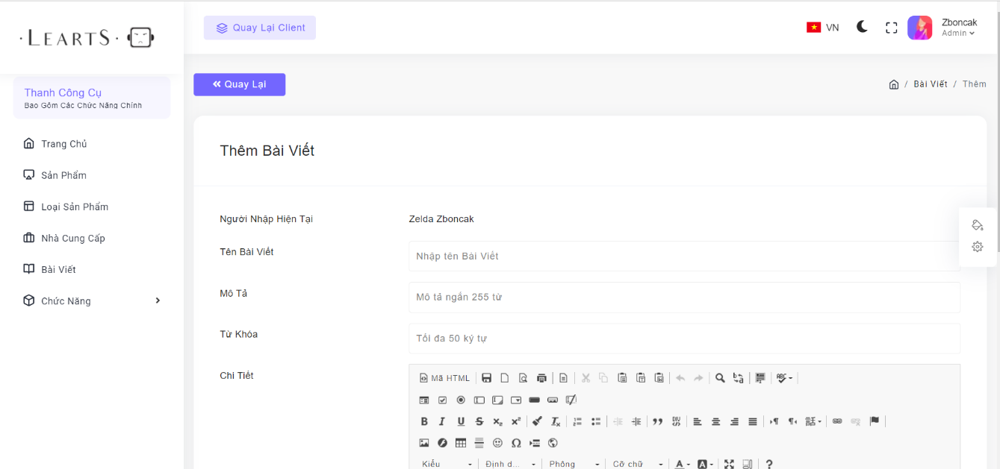 LEARTS
Quay Lại Client
VN
Zboncak
Admin
Thanh Công Cụ
Bao Gồm Các Chức Năng Chính
Trang Chủ
Sản Phẩm
Loại Sản Phẩm
Nhà Cung Cấp
Bài Viết
Chức Năng
Quay Lại
/ Bài Viết / Thêm
Thêm Bài Viết
Người Nhập Hiện Tại
Zelda Zboncak
Tên Bài Viết
Nhập tên Bài Viết
Mô Tả
Mô tả ngắn 255 từ
Từ Khóa
Tối đa 50 ký tự
Chi Tiết
Mã HTML
Kiểu
Định d...
Phông
Cỡ chữ